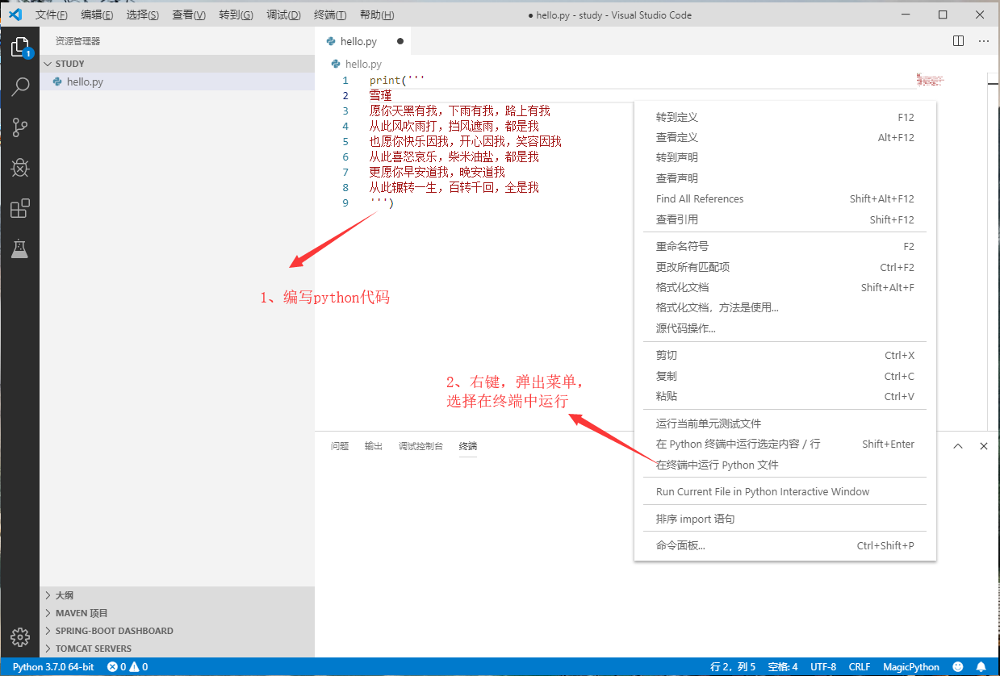 文件(F) 编辑(E) 选择(S) 查看(V) 转到(G) 调试(D) 终端(T) 帮助(H) ● hello.py - study - Visual Studio Code
资源管理器
1
STUDY
hello.py
hello.py
hello.py
1 print('''
2 雪瑾
3 愿你天黑有我，下雨有我，路上有我
4 从此风吹雨打，挡风遮雨，都是我
5 也愿你快乐因我，开心因我，笑容因我
6 从此喜怒哀乐，柴米油盐，都是我
7 更愿你早安道我，晚安道我
8 从此辗转一生，百转千回，全是我
9 ''')
1、编写python代码
2、右键，弹出菜单，
选择在终端中运行
转到定义 F12
查看定义 Alt+F12
转到声明
查看声明
Find All References Shift+Alt+F12
查看引用 Shift+F12
重命名符号 F2
更改所有匹配项 Ctrl+F2
格式化文档 Shift+Alt+F
格式化文档，方法是使用...
源代码操作...
剪切 Ctrl+X
复制 Ctrl+C
粘贴 Ctrl+V
运行当前单元测试文件
在 Python 终端中运行选定内容 / 行 Shift+Enter
在终端中运行 Python 文件
Run Current File in Python Interactive Window
排序 import 语句
命令面板... Ctrl+Shift+P
问题 输出 调试控制台 终端
大纲
MAVEN 项目
SPRING-BOOT DASHBOARD
TOMCAT SERVERS
Python 3.7.0 64-bit 0 0 行 2，列 5 空格: 4 UTF-8 CRLF MagicPython